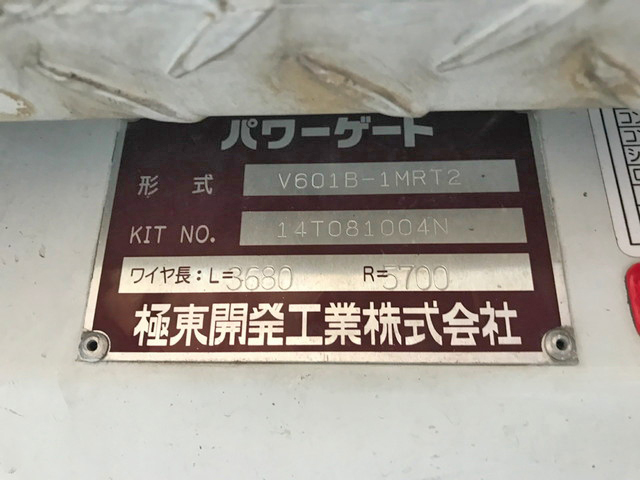 パワーゲート
形式 V601B-1MRT2
KIT NO. 14T081004N
ワイヤ長:L=3680 R=5700
極東開発工業株式会社